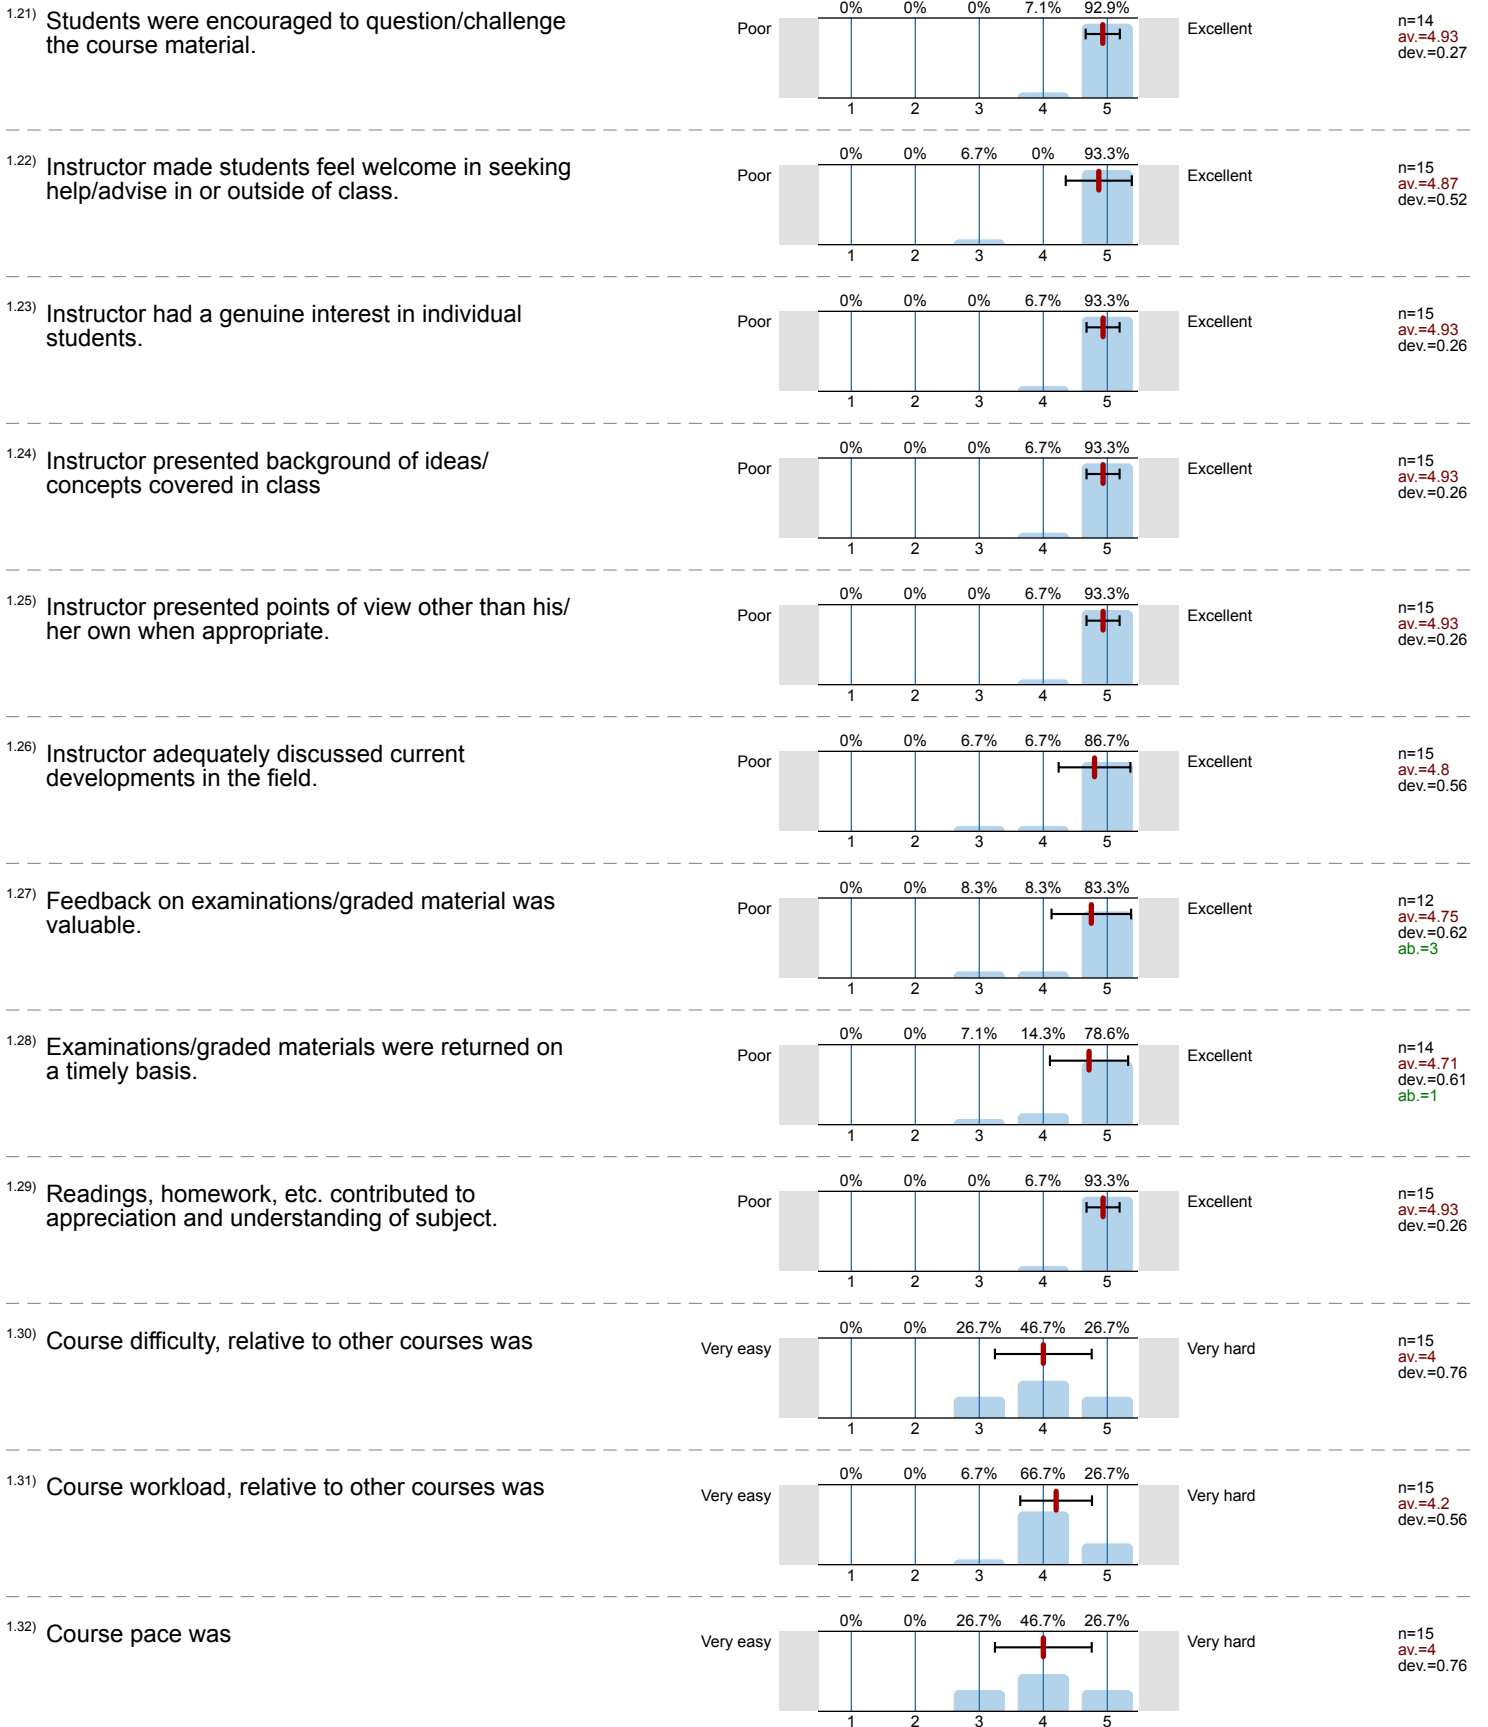 1.21) Students were encouraged to question/challenge
the course material.
Poor
0% 0% 0% 7.1% 92.9%
1 2 3 4 5
Excellent
n=14
av.=4.93
dev.=0.27
1.22) Instructor made students feel welcome in seeking
help/advise in or outside of class.
Poor
0% 0% 6.7% 0% 93.3%
1 2 3 4 5
Excellent
n=15
av.=4.87
dev.=0.52
1.23) Instructor had a genuine interest in individual
students.
Poor
0% 0% 0% 6.7% 93.3%
1 2 3 4 5
Excellent
n=15
av.=4.93
dev.=0.26
1.24) Instructor presented background of ideas/
concepts covered in class
Poor
0% 0% 0% 6.7% 93.3%
1 2 3 4 5
Excellent
n=15
av.=4.93
dev.=0.26
1.25) Instructor presented points of view other than his/
her own when appropriate.
Poor
0% 0% 0% 6.7% 93.3%
1 2 3 4 5
Excellent
n=15
av.=4.93
dev.=0.26
1.26) Instructor adequately discussed current
developments in the field.
Poor
0% 0% 6.7% 6.7% 86.7%
1 2 3 4 5
Excellent
n=15
av.=4.8
dev.=0.56
1.27) Feedback on examinations/graded material was
valuable.
Poor
0% 0% 8.3% 8.3% 83.3%
1 2 3 4 5
Excellent
n=12
av.=4.75
dev.=0.62
ab.=3
1.28) Examinations/graded materials were returned on
a timely basis.
Poor
0% 0% 7.1% 14.3% 78.6%
1 2 3 4 5
Excellent
n=14
av.=4.71
dev.=0.61
ab.=1
1.29) Readings, homework, etc. contributed to
appreciation and understanding of subject.
Poor
0% 0% 0% 6.7% 93.3%
1 2 3 4 5
Excellent
n=15
av.=4.93
dev.=0.26
1.30) Course difficulty, relative to other courses was
Very easy
0% 0% 26.7% 46.7% 26.7%
1 2 3 4 5
Very hard
n=15
av.=4
dev.=0.76
1.31) Course workload, relative to other courses was
Very easy
0% 0% 6.7% 66.7% 26.7%
1 2 3 4 5
Very hard
n=15
av.=4.2
dev.=0.56
1.32) Course pace was
Very easy
0% 0% 26.7% 46.7% 26.7%
1 2 3 4 5
Very hard
n=15
av.=4
dev.=0.76